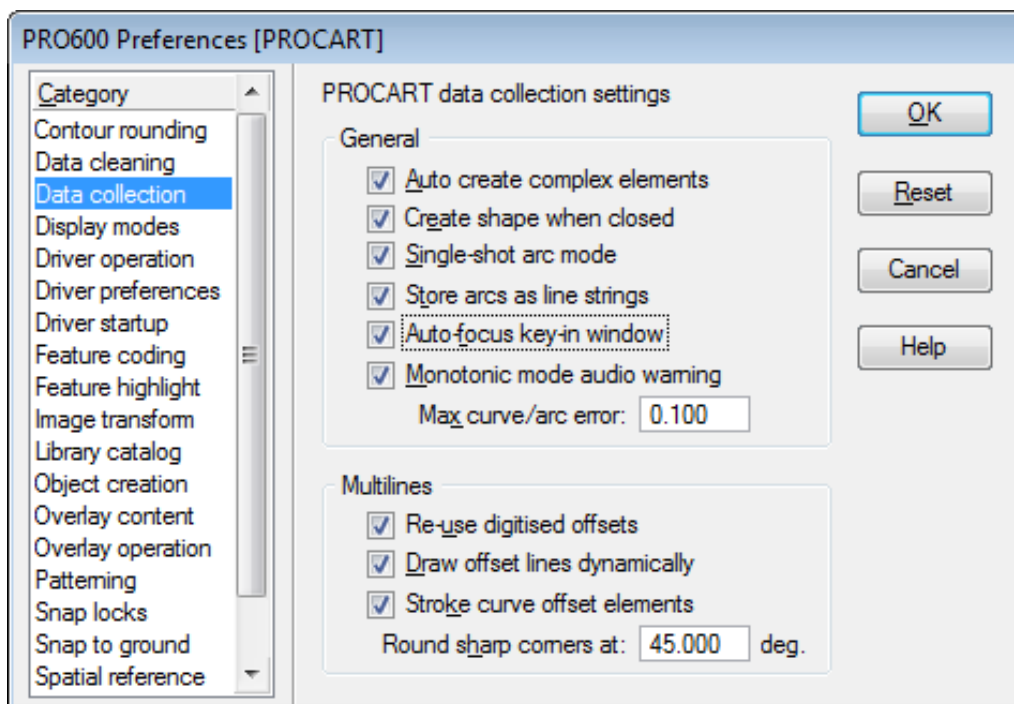 PRO600 Preferences [PROCART]
Category
Contour rounding
Data cleaning
Data collection
Display modes
Driver operation
Driver preferences
Driver startup
Feature coding
Feature highlight
Image transform
Library catalog
Object creation
Overlay content
Overlay operation
Patterning
Snap locks
Snap to ground
Spatial reference
PROCART data collection settings
General
Auto create complex elements
Create shape when closed
Single-shot arc mode
Store arcs as line strings
Auto-focus key-in window
Monotonic mode audio warning
Max curve/arc error: 0.100
Multilines
Re-use digitised offsets
Draw offset lines dynamically
Stroke curve offset elements
Round sharp corners at: 45.000 deg.
OK
Reset
Cancel
Help